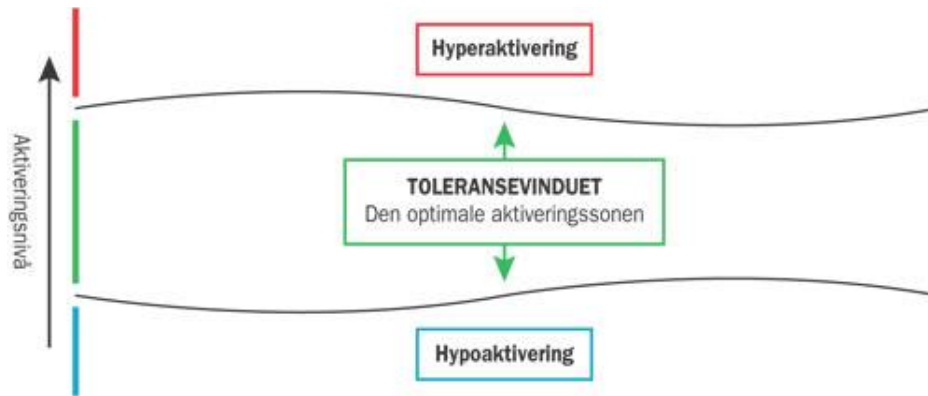 Hyperaktivering
Aktiveringsnivå
TOLERANSEVINDUET
Den optimale aktiveringssonen
Hypoaktivering